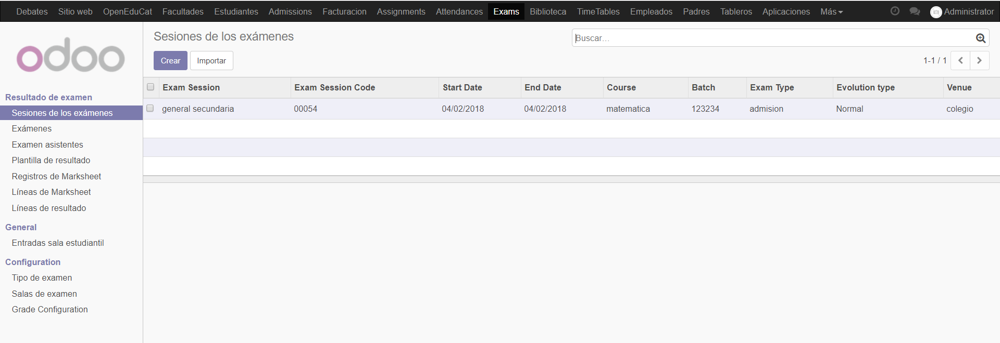 Debates Sitio web OpenEduCat Facultades Estudiantes Admissions Facturacion Assignments Attendances Exams Biblioteca TimeTables Empleados Padres Tableros Aplicaciones Más Administrator
odoo
Sesiones de los exámenes
Buscar...
Crear Importar
1-1 / 1
Exam Session Exam Session Code Start Date End Date Course Batch Exam Type Evolution type Venue
general secundaria 00054 04/02/2018 04/02/2018 matematica 123234 admision Normal colegio
Resultado de examen
Sesiones de los exámenes
Exámenes
Examen asistentes
Plantilla de resultado
Registros de Marksheet
Líneas de Marksheet
Líneas de resultado
General
Entradas sala estudiantil
Configuration
Tipo de examen
Salas de examen
Grade Configuration